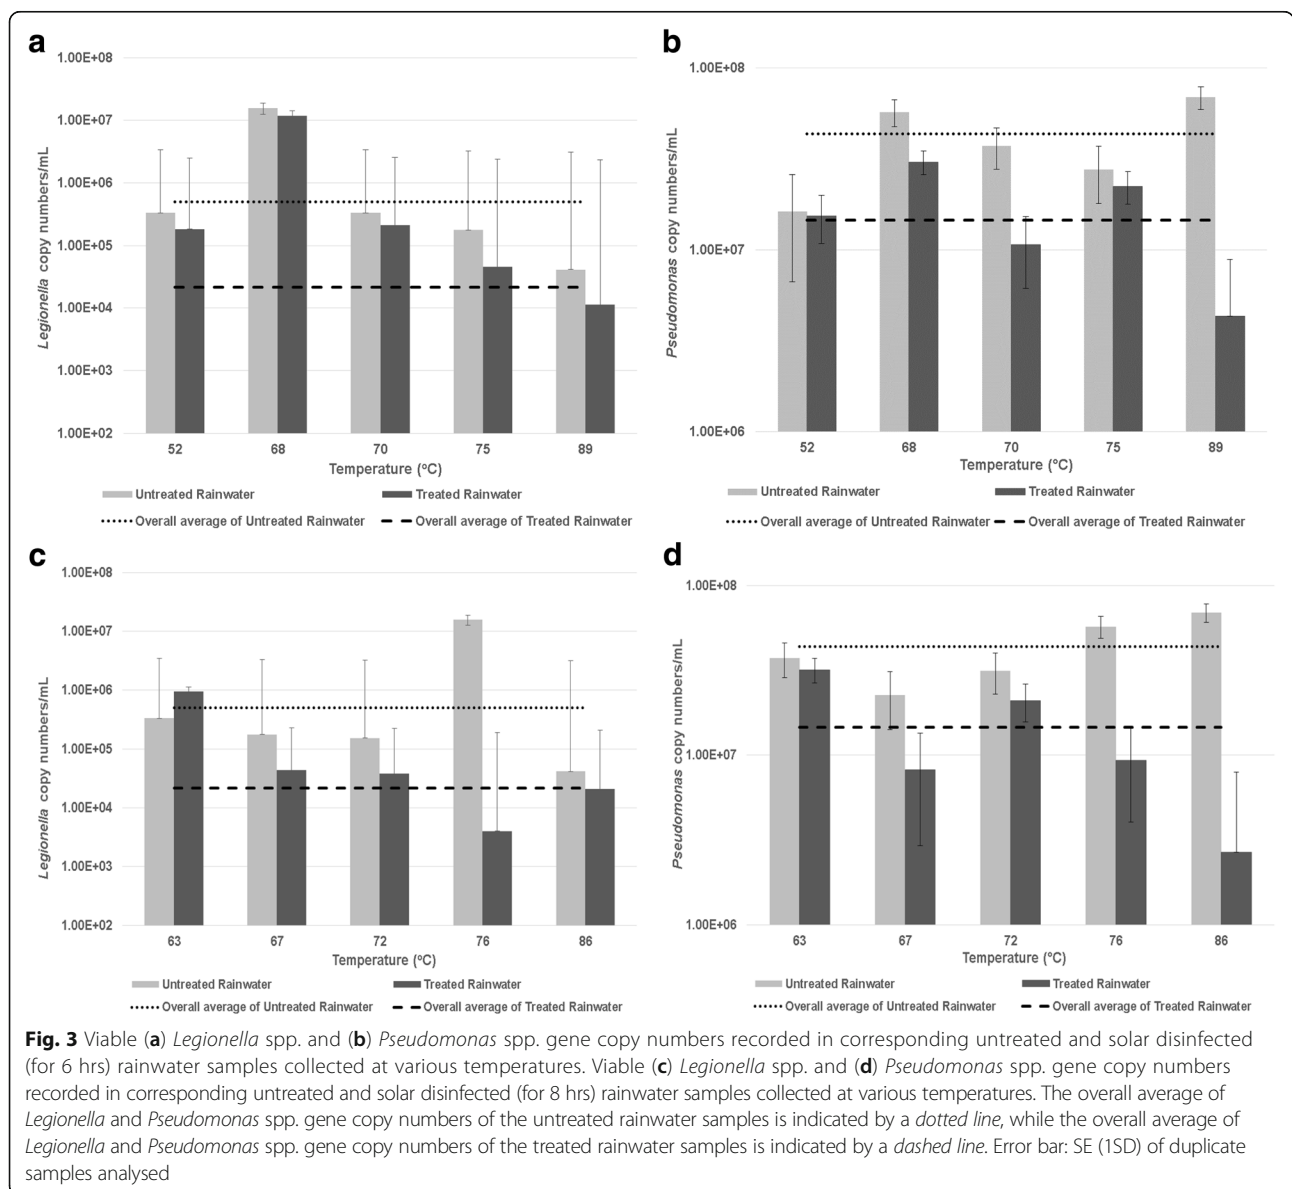 a
1.00E+08
1.00E+07
1.00E+06
1.00E+05
1.00E+04
1.00E+03
1.00E+02
Legionella copy numbers/mL
52 68 70 75 89
Temperature (°C)
Untreated Rainwater Treated Rainwater
Overall average of Untreated Rainwater Overall average of Treated Rainwater
b
1.00E+08
1.00E+07
1.00E+06
Pseudomonas copy numbers/mL
52 68 70 75 89
Temperature (°C)
Untreated Rainwater Treated Rainwater
Overall average of Untreated Rainwater Overall average of Treated Rainwater
c
1.00E+08
1.00E+07
1.00E+06
1.00E+05
1.00E+04
1.00E+03
1.00E+02
Legionella copy numbers/mL
63 67 72 76 86
Temperature (°C)
Untreated Rainwater Treated Rainwater
Overall average of Untreated Rainwater Overall average of Treated Rainwater
d
1.00E+08
1.00E+07
1.00E+06
Pseudomonas copy numbers/mL
63 67 72 76 86
Temperature (°C)
Untreated Rainwater Treated Rainwater
Overall average of Untreated Rainwater Overall average of Treated Rainwater
Fig. 3 Viable (a) Legionella spp. and (b) Pseudomonas spp. gene copy numbers recorded in corresponding untreated and solar disinfected
(for 6 hrs) rainwater samples collected at various temperatures. Viable (c) Legionella spp. and (d) Pseudomonas spp. gene copy numbers
recorded in corresponding untreated and solar disinfected (for 8 hrs) rainwater samples collected at various temperatures. The overall average of
Legionella and Pseudomonas spp. gene copy numbers of the untreated rainwater samples is indicated by a dotted line, while the overall average of
Legionella and Pseudomonas spp. gene copy numbers of the treated rainwater samples is indicated by a dashed line. Error bar: SE (1SD) of duplicate
samples analysed